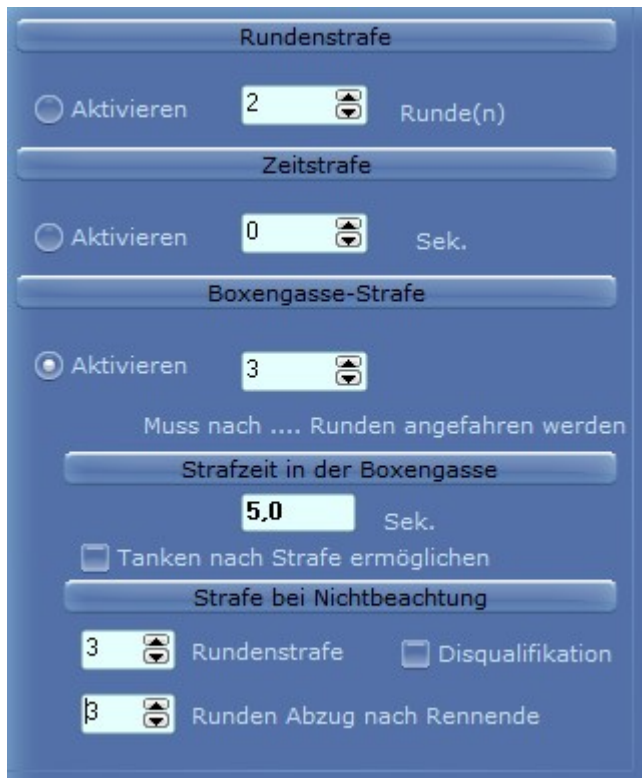 Rundenstrafe
Aktivieren 2 Runde(n)
Zeitstrafe
Aktivieren 0 Sek.
Boxengasse-Strafe
Aktivieren 3
Muss nach .... Runden angefahren werden
Strafzeit in der Boxengasse
5,0 Sek.
Tanken nach Strafe ermöglichen
Strafe bei Nichtbeachtung
3 Rundenstrafe Disqualifikation
3 Runden Abzug nach Rennende